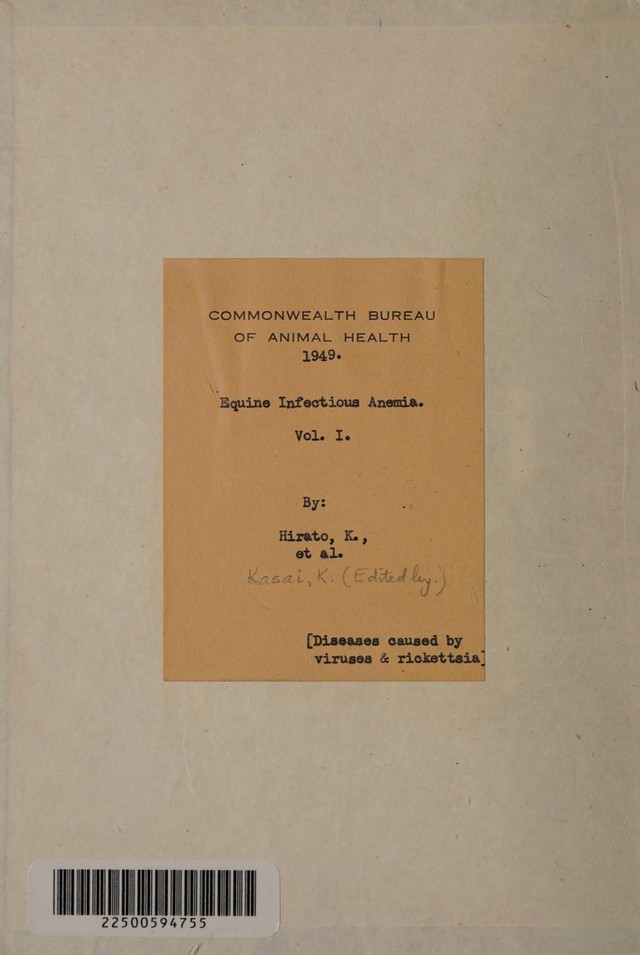 COMMONWEALTH BUREAU
OF ANIMAL HEALTH
1949.
Equine Infectious Anemia.
Vol. I.
By:
Hirato, K.,
et al.
Kasai, K. (Edited by.)
[Diseases caused by
viruses & rickettsia]
22500594755